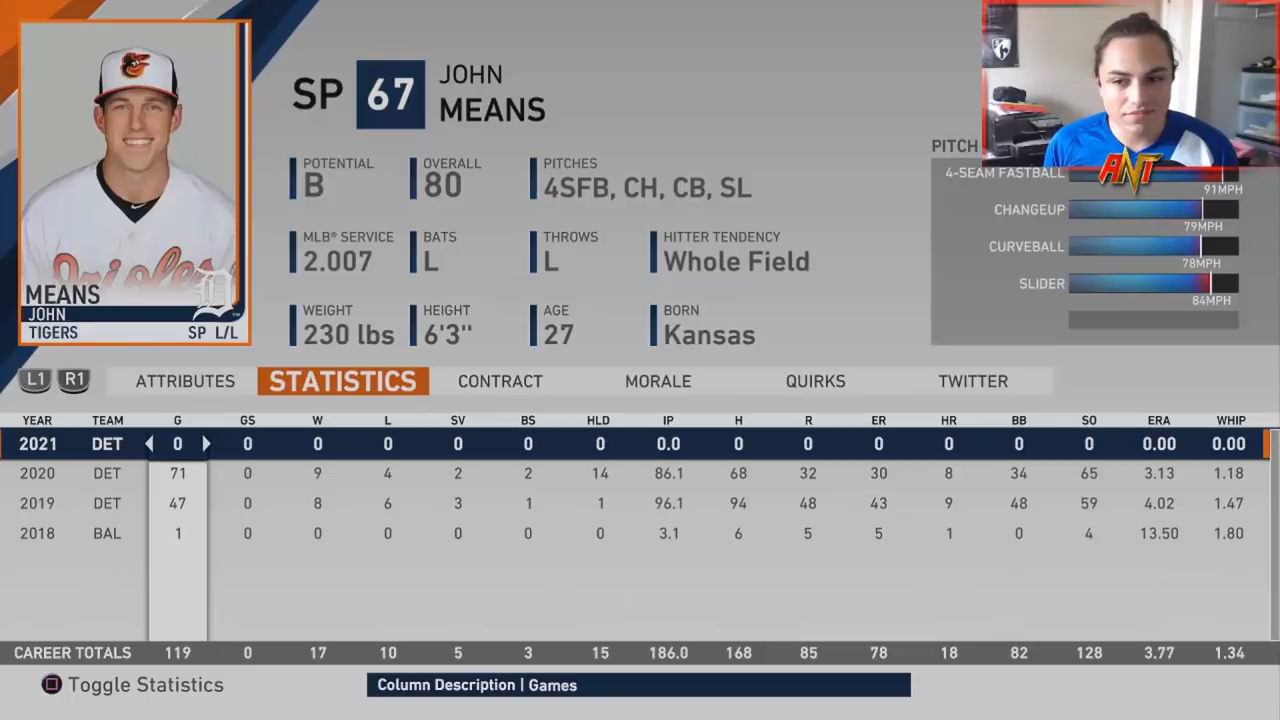 SP 67 JOHN MEANS
POTENTIAL B
OVERALL 80
PITCHES 4SFB, CH, CB, SL
MLB® SERVICE 2.007
BATS L
THROWS L
HITTER TENDENCY Whole Field
WEIGHT 230 lbs
HEIGHT 6'3''
AGE 27
BORN Kansas
Orioles
MEANS
JOHN
TIGERS SP L/L
PITCH
4-SEAM FASTBALL 91MPH
CHANGEUP 79MPH
CURVEBALL 78MPH
SLIDER 84MPH
ANT
L1 R1 ATTRIBUTES STATISTICS CONTRACT MORALE QUIRKS TWITTER
YEAR TEAM G GS W L SV BS HLD IP H R ER HR BB SO ERA WHIP
2021 DET 0 0 0 0 0 0 0 0.0 0 0 0 0 0 0 0.00 0.00
2020 DET 71 0 9 4 2 2 14 86.1 68 32 30 8 34 65 3.13 1.18
2019 DET 47 0 8 6 3 1 1 96.1 94 48 43 9 48 59 4.02 1.47
2018 BAL 1 0 0 0 0 0 0 3.1 6 5 5 1 0 4 13.50 1.80
CAREER TOTALS 119 0 17 10 5 3 15 186.0 168 85 78 18 82 128 3.77 1.34
Toggle Statistics
Column Description | Games